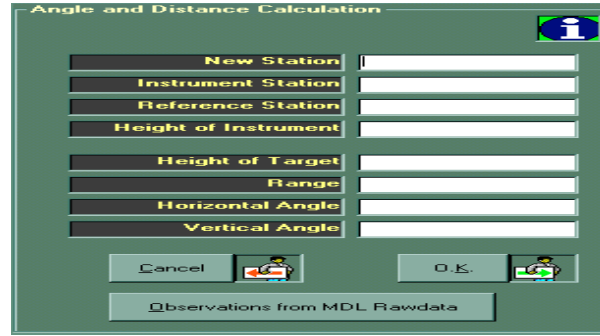 Angle and Distance Calculation
New Station
Instrument Station
Reference Station
Height of Instrument
Height of Target
Range
Horizontal Angle
Vertical Angle
Cancel O.K.
Observations from MDL Rawdata